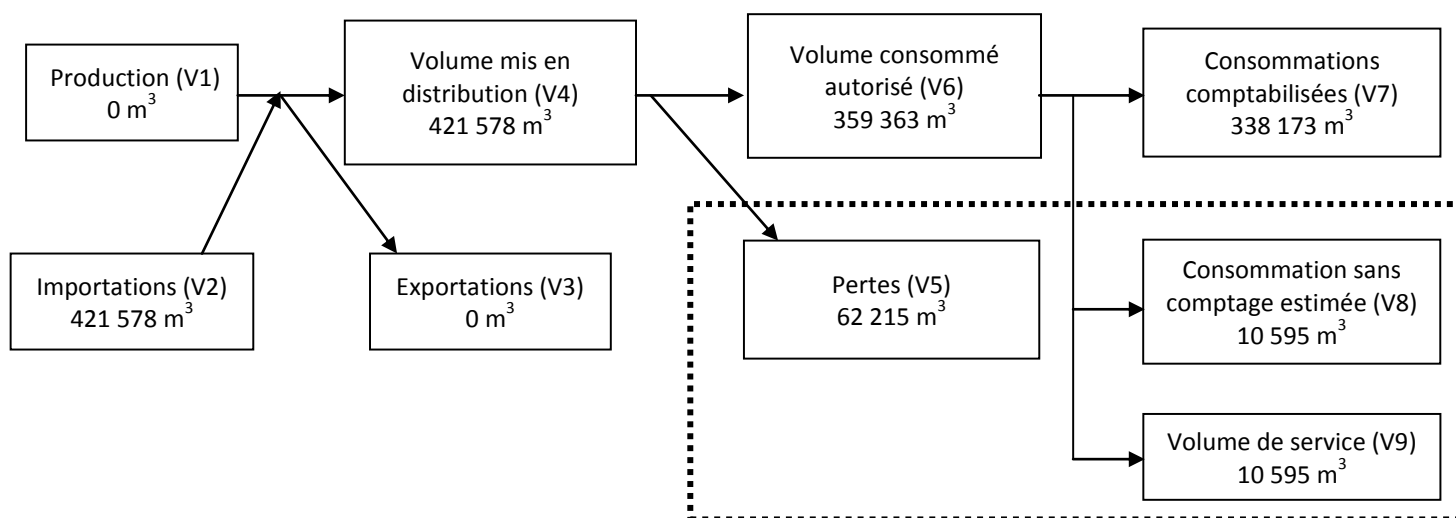 Production (V1)
0 m³
Volume mis en
distribution (V4)
421 578 m³
Volume consommé
autorisé (V6)
359 363 m³
Consommations
comptabilisées (V7)
338 173 m³
Importations (V2)
421 578 m³
Exportations (V3)
0 m³
Pertes (V5)
62 215 m³
Consommation sans
comptage estimée (V8)
10 595 m³
Volume de service (V9)
10 595 m³